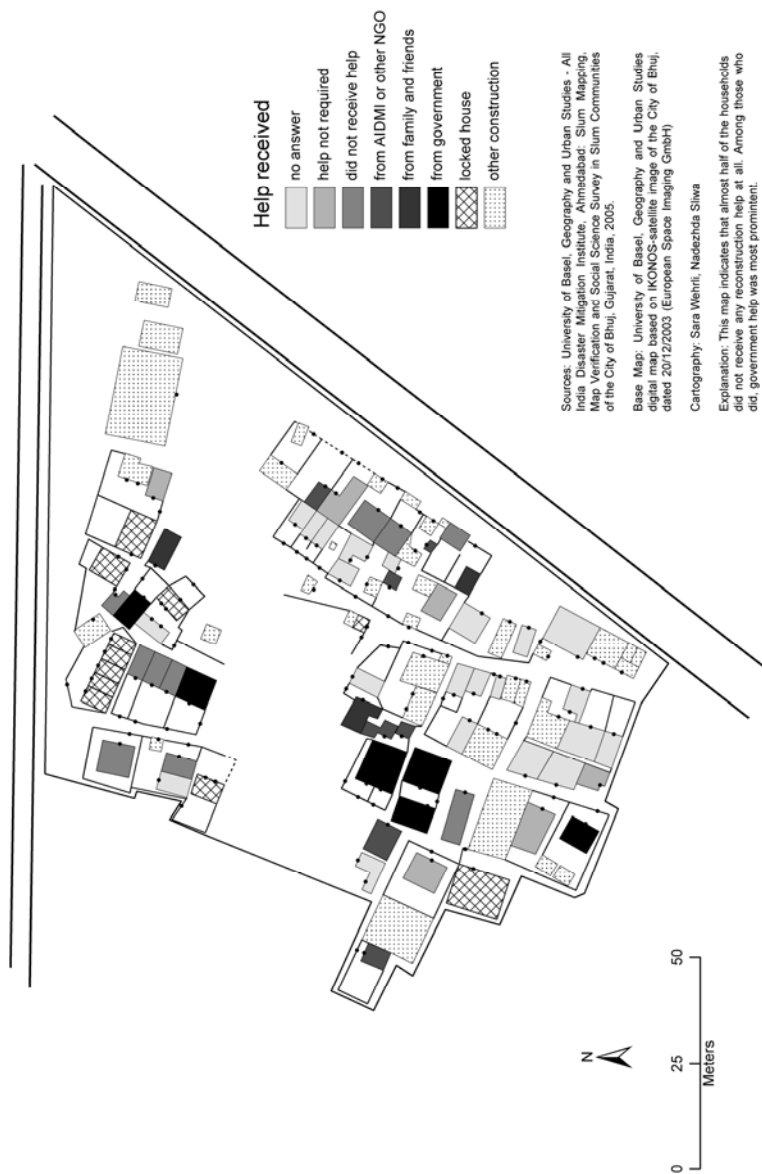 Help received
no answer
help not required
did not receive help
from AIDMI or other NGO
from family and friends
from government
locked house
other construction
Sources: University of Basel, Geography and Urban Studies - All
India Disaster Mitigation Institute, Ahmedabad: Slum Mapping,
Map Verification and Social Science Survey in Slum Communities
of the City of Bhuj, Gujarat, India, 2005.
Base Map: University of Basel, Geography and Urban Studies
digital map based on IKONOS-satellite image of the City of Bhuj,
dated 20/12/2003 (European Space Imaging GmbH)
Cartography: Sara Wehrli, Nadezhda Sliwa
Explanation: This map indicates that almost half of the households
did not receive any reconstruction help at all. Among those who
did, government help was most promintent.
N
0 25 50
Meters